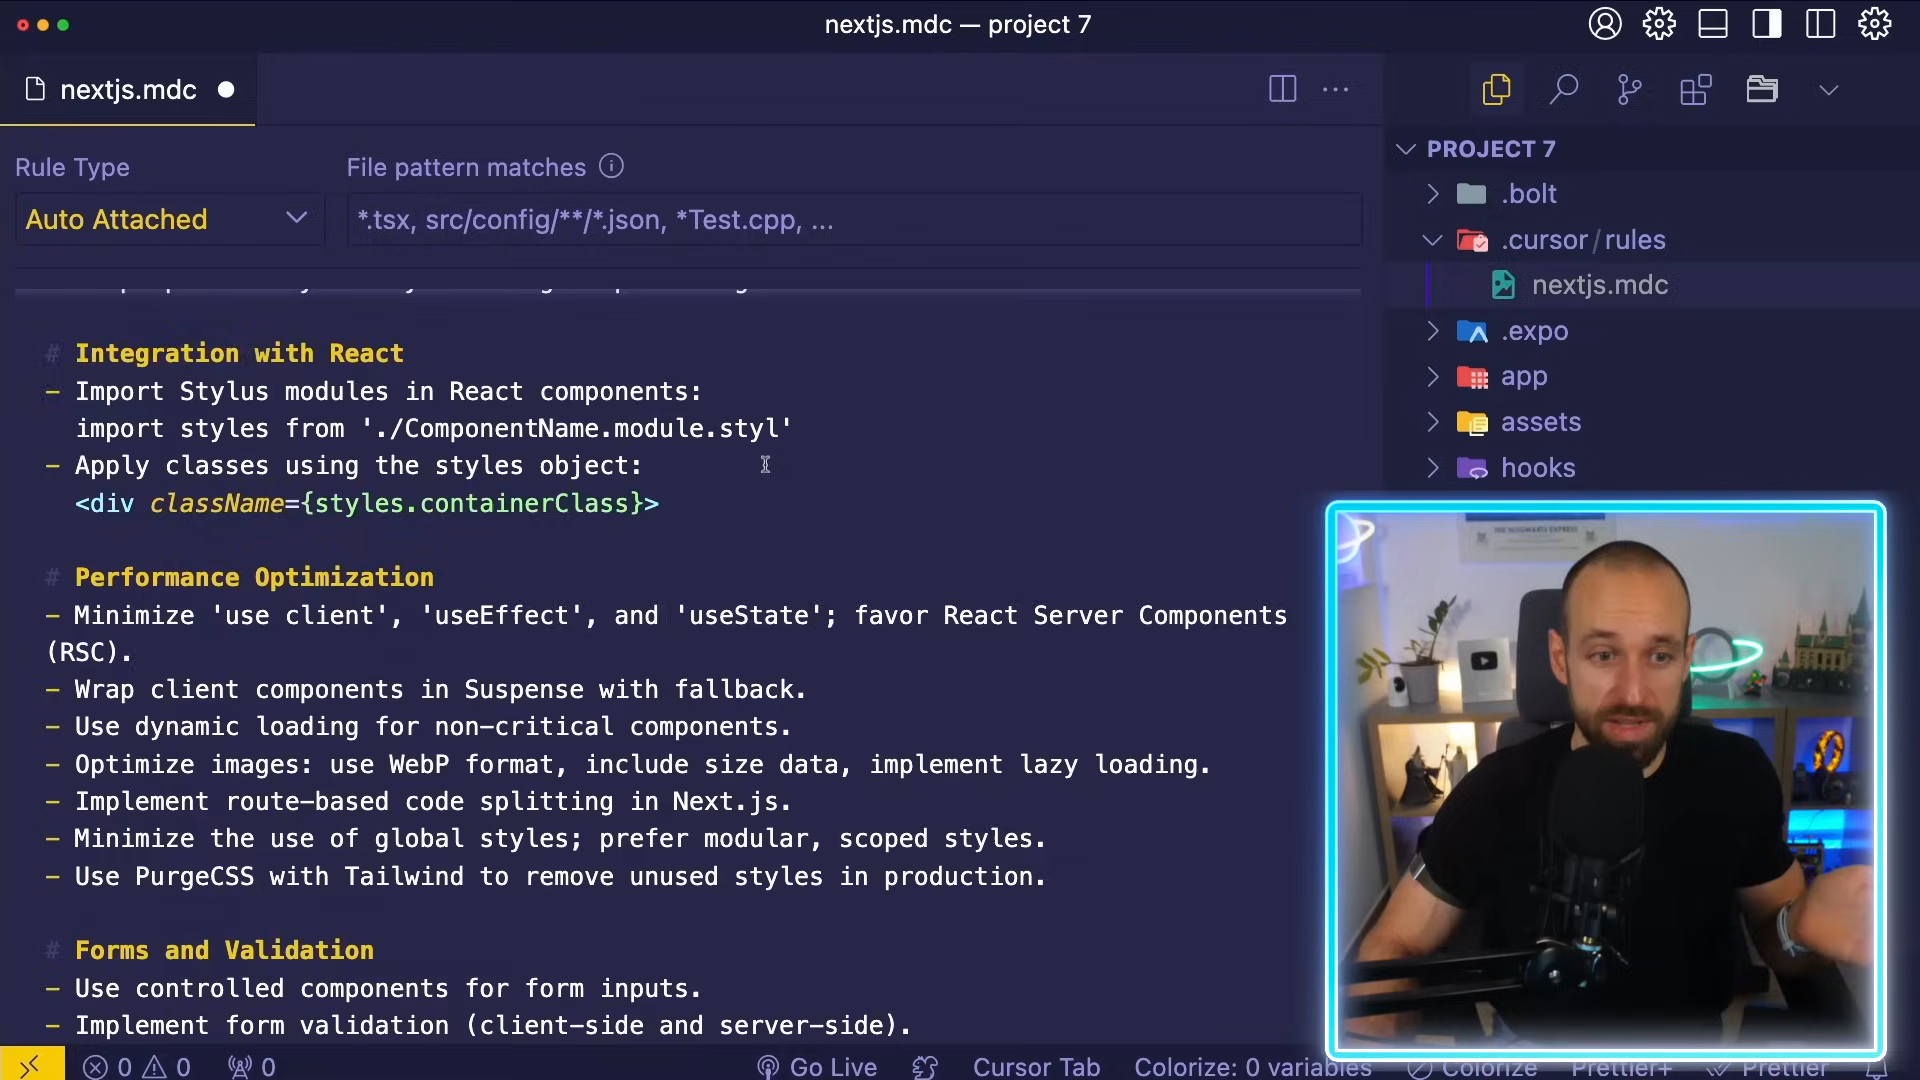 nextjs.mdc — project 7
nextjs.mdc
Rule Type
File pattern matches
Auto Attached
*.tsx, src/config/**/*.json, *Test.cpp, ...
# Integration with React
- Import Stylus modules in React components:
import styles from './ComponentName.module.styl'
- Apply classes using the styles object:
<div className={styles.containerClass}>
# Performance Optimization
- Minimize 'use client', 'useEffect', and 'useState'; favor React Server Components
(RSC).
- Wrap client components in Suspense with fallback.
- Use dynamic loading for non-critical components.
- Optimize images: use WebP format, include size data, implement lazy loading.
- Implement route-based code splitting in Next.js.
- Minimize the use of global styles; prefer modular, scoped styles.
- Use PurgeCSS with Tailwind to remove unused styles in production.
# Forms and Validation
- Use controlled components for form inputs.
- Implement form validation (client-side and server-side).
PROJECT 7
.bolt
.cursor/rules
nextjs.mdc
.expo
app
assets
hooks
0 0 0 Go Live Cursor Tab Colorize: 0 variables Colorize Prettier+ Prettier